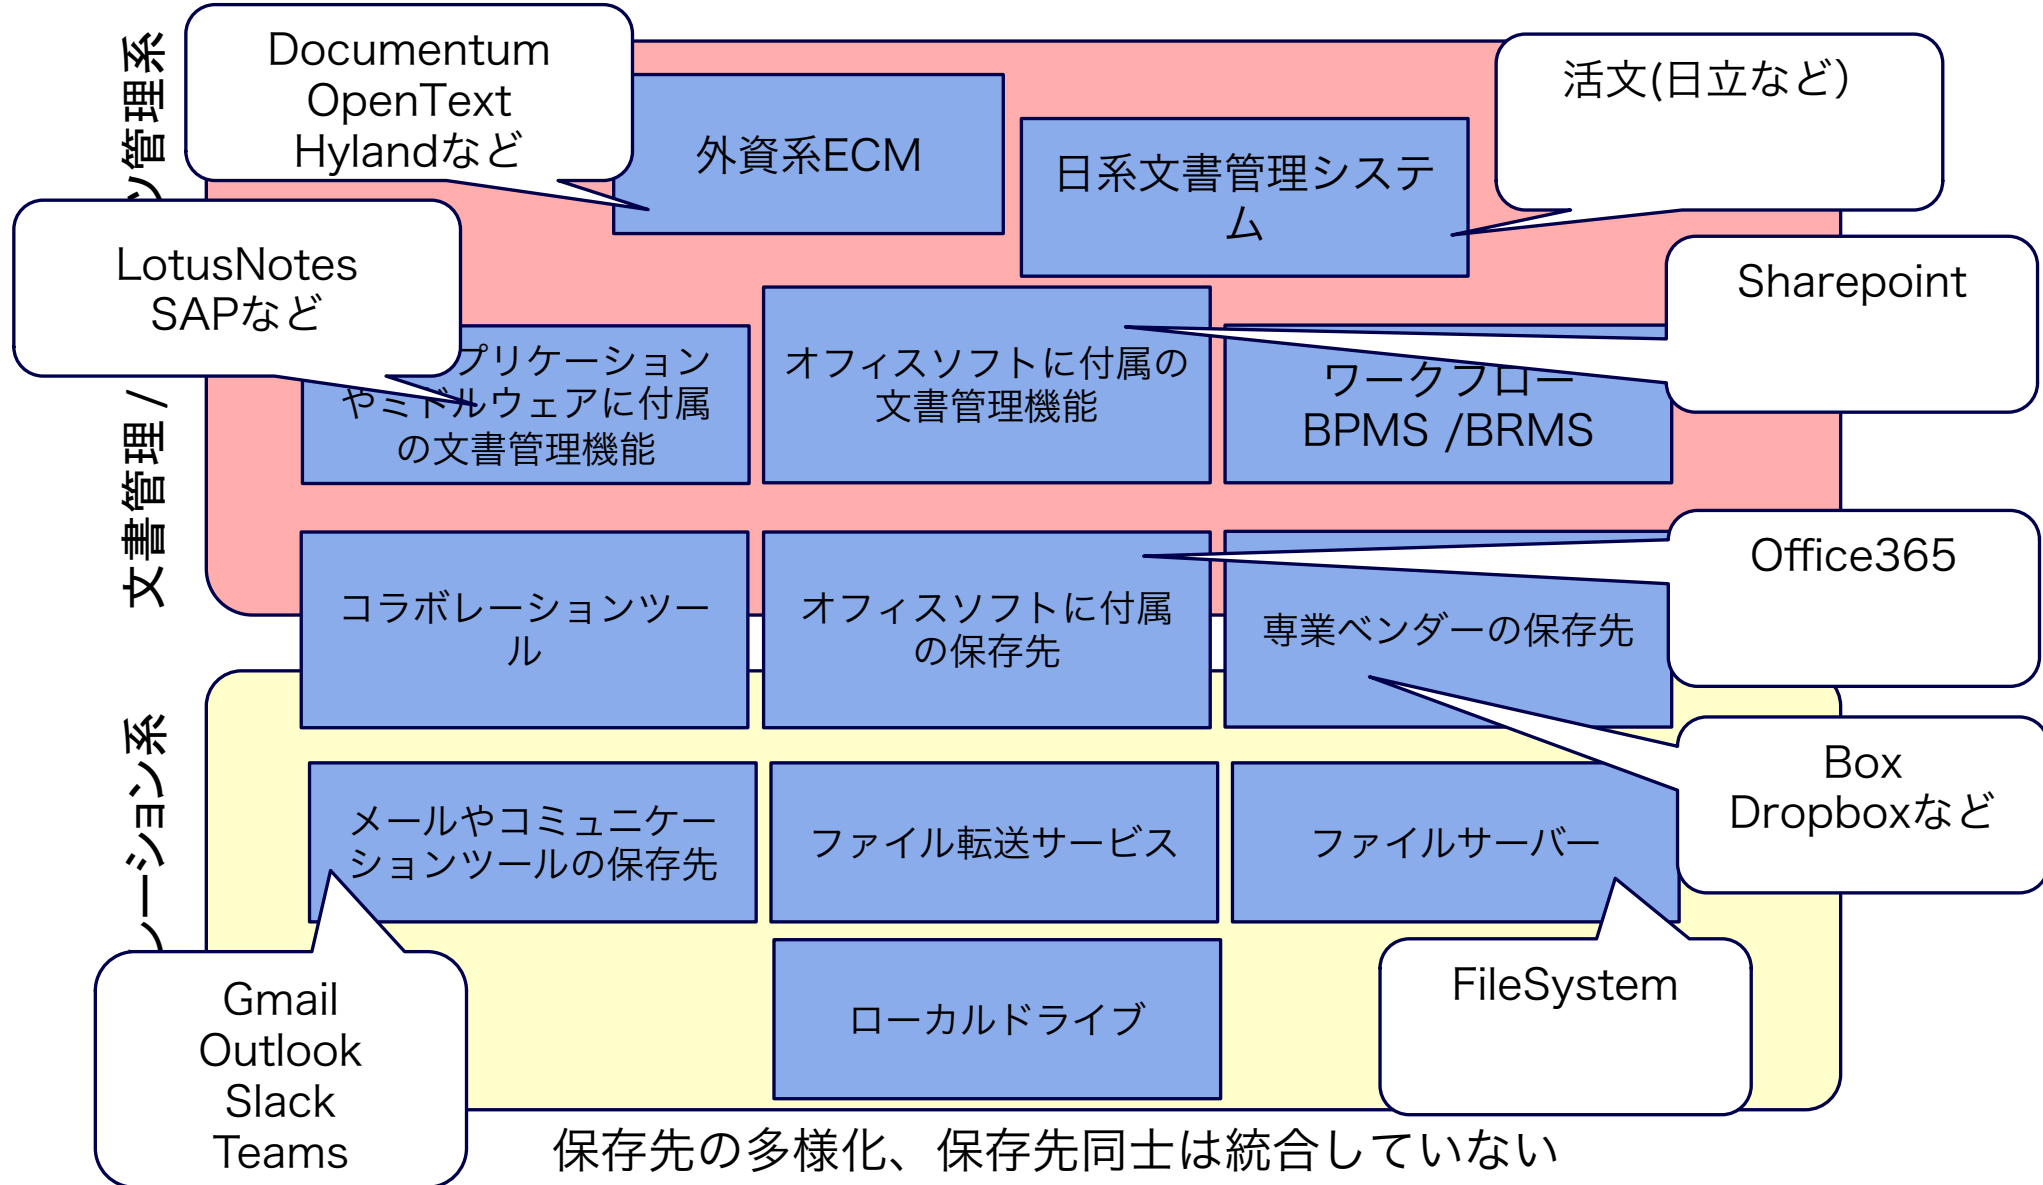 Documentum
OpenText
Hylandなど
外資系ECM
日系文書管理システ
ム
活文(日立など）
LotusNotes
SAPなど
Sharepoint
プリケーション
やミドルウェアに付属
の文書管理機能
オフィスソフトに付属の
文書管理機能
ワークフロー
BPMS /BRMS
文書管理 /
ツ管理系
コラボレーションツー
ル
オフィスソフトに付属
の保存先
専業ベンダーの保存先
Office365
ーション系
メールやコミュニケー
ションツールの保存先
ファイル転送サービス
ファイルサーバー
Box
Dropboxなど
Gmail
Outlook
Slack
Teams
ローカルドライブ
FileSystem
保存先の多様化、保存先同士は統合していない